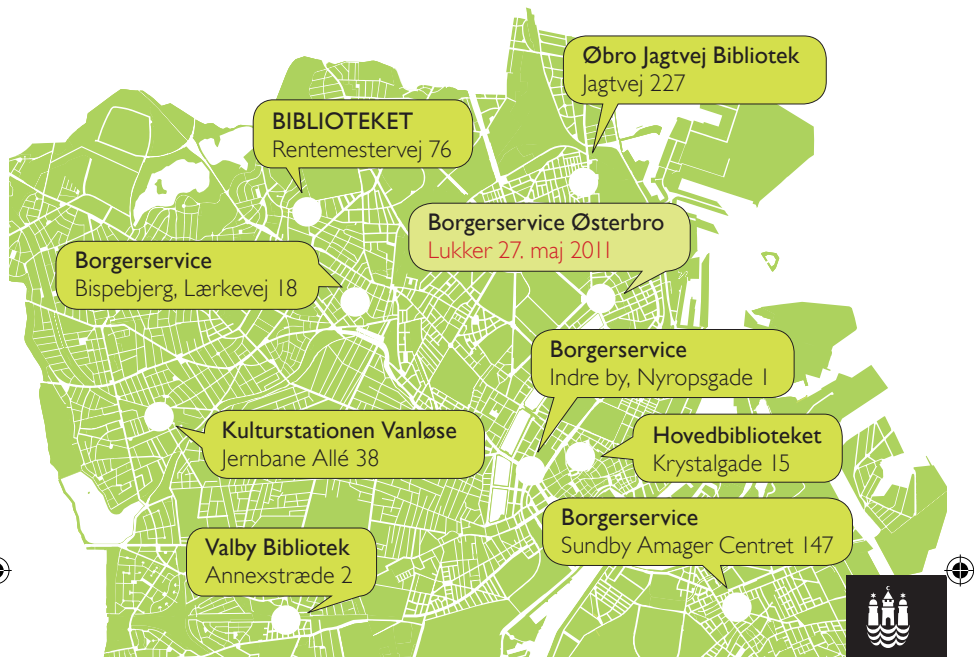 Øbro Jagtvej Bibliotek
Jagtvej 227
BIBLIOTEKET
Rentemestervej 76
Borgerservice Østerbro
Lukker 27. maj 2011
Borgerservice
Bispebjerg, Lærkevej 18
Borgerservice
Indre by, Nyropsgade 1
Kulturstationen Vanløse
Jernbane Allé 38
Hovedbiblioteket
Krystalgade 15
Borgerservice
Sundby Amager Centret 147
Valby Bibliotek
Annexstræde 2